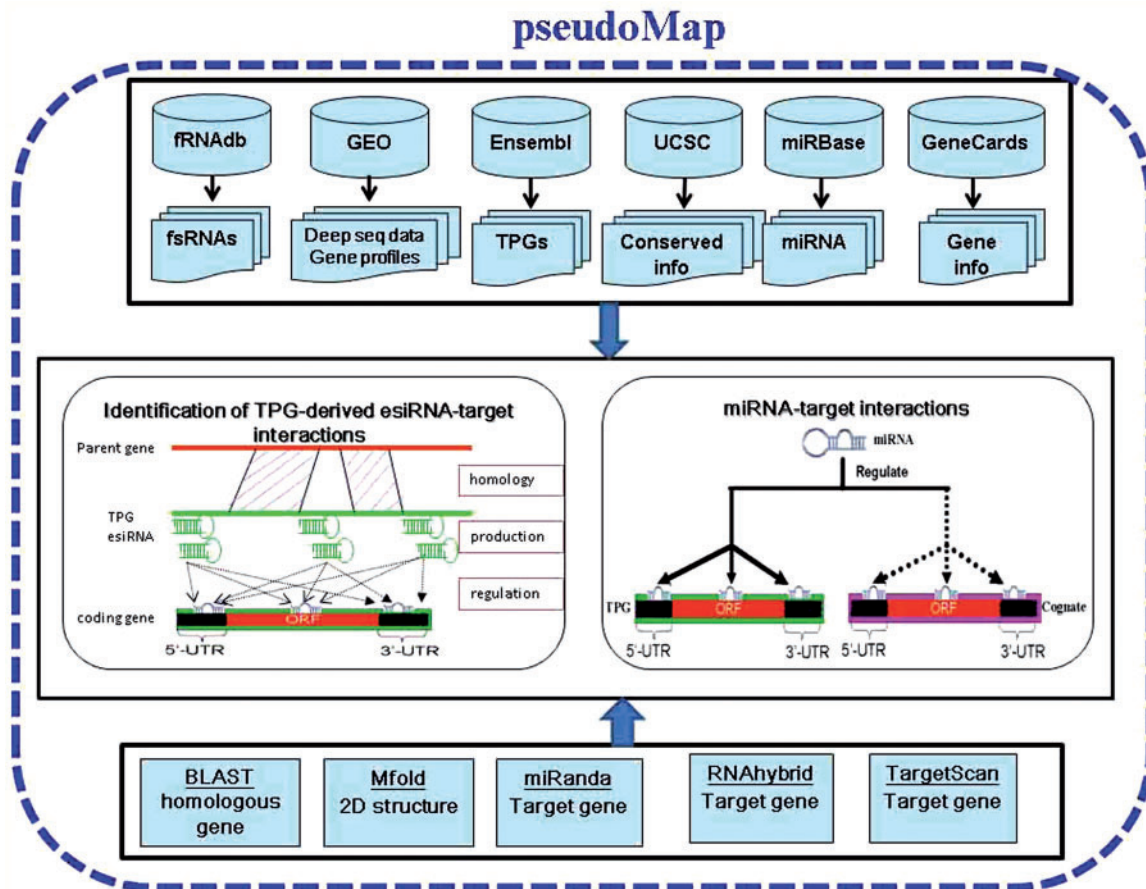 pseudoMap
fRNAdb
GEO
Ensembl
UCSC
miRBase
GeneCards
fsRNAs
Deep seq data
Gene profiles
TPGs
Conserved
info
miRNA
Gene
info
Identification of TPG-derived esiRNA-target
interactions
Parent gene
homology
TPG
esiRNA
production
regulation
coding gene
ORF
5'-UTR
3'-UTR
miRNA-target interactions
miRNA
Regulate
TPG
ORF
ORF
Cognate
5'-UTR
3'-UTR
5'-UTR
3'-UTR
BLAST
homologous
gene
Mfold
2D structure
miRanda
Target gene
RNAhybrid
Target gene
TargetScan
Target gene